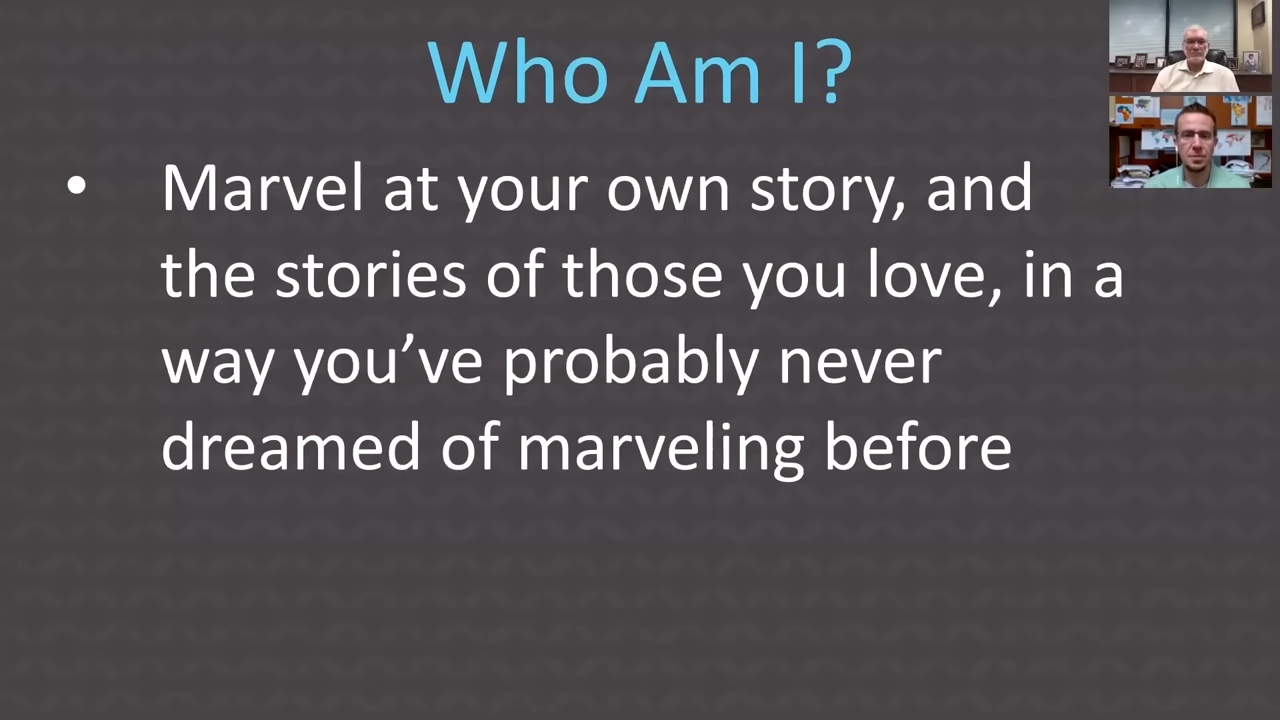 Who Am I?
• Marvel at your own story, and
the stories of those you love, in a
way you’ve probably never
dreamed of marveling before